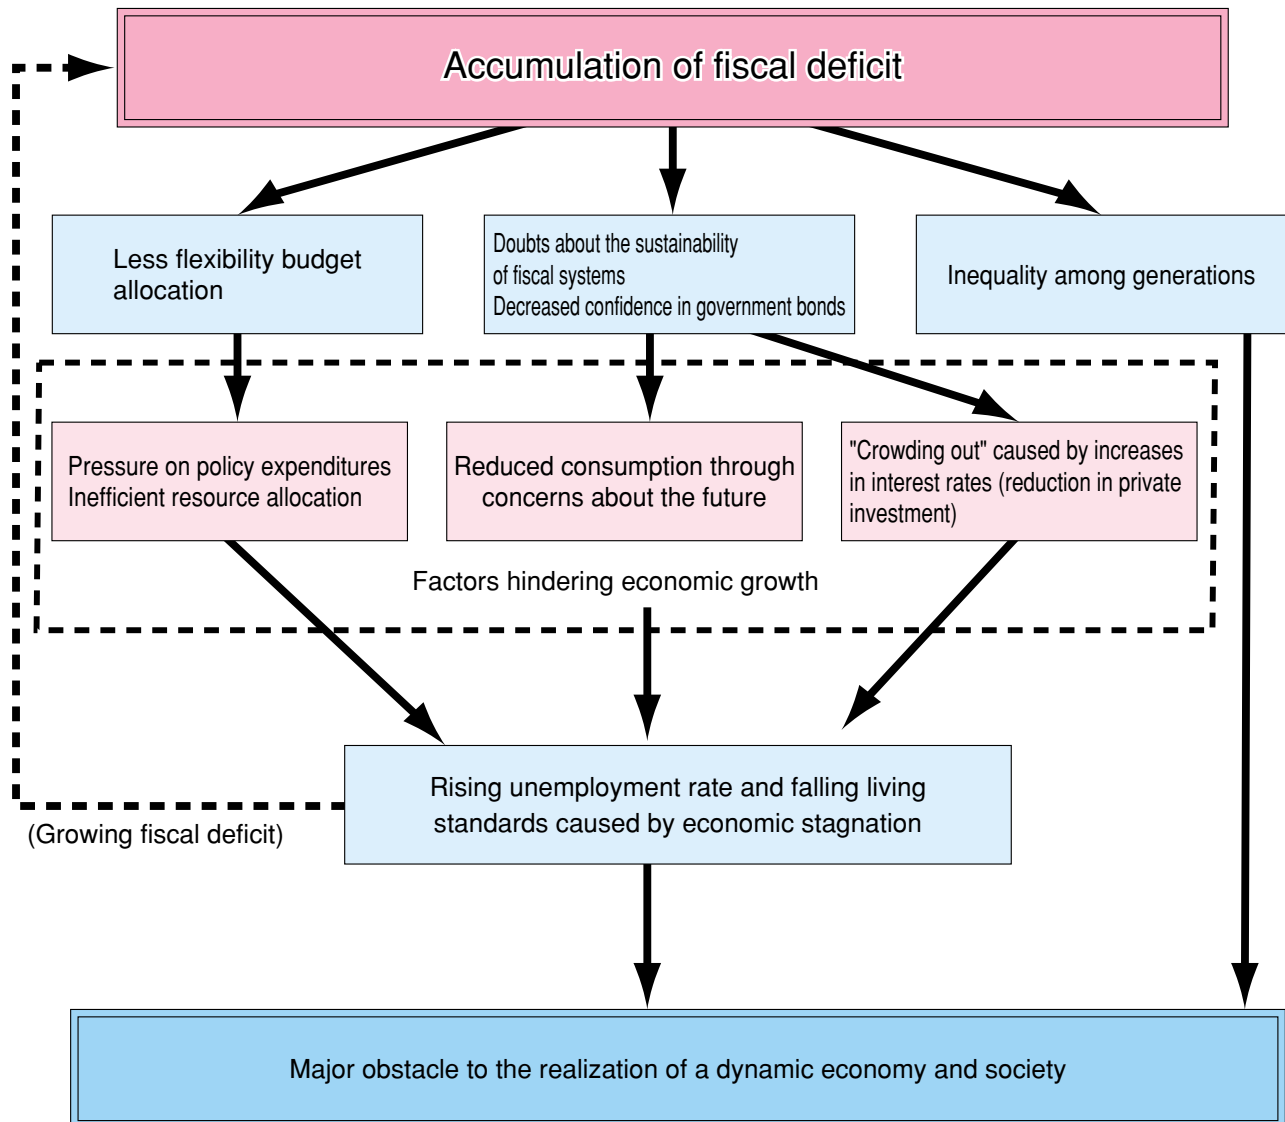 Accumulation of fiscal deficit
Less flexibility budget
allocation
Doubts about the sustainability
of fiscal systems
Decreased confidence in government bonds
Inequality among generations
Pressure on policy expenditures
Inefficient resource allocation
Reduced consumption through
concerns about the future
"Crowding out" caused by increases
in interest rates (reduction in private
investment)
Factors hindering economic growth
Rising unemployment rate and falling living
standards caused by economic stagnation
(Growing fiscal deficit)
Major obstacle to the realization of a dynamic economy and society